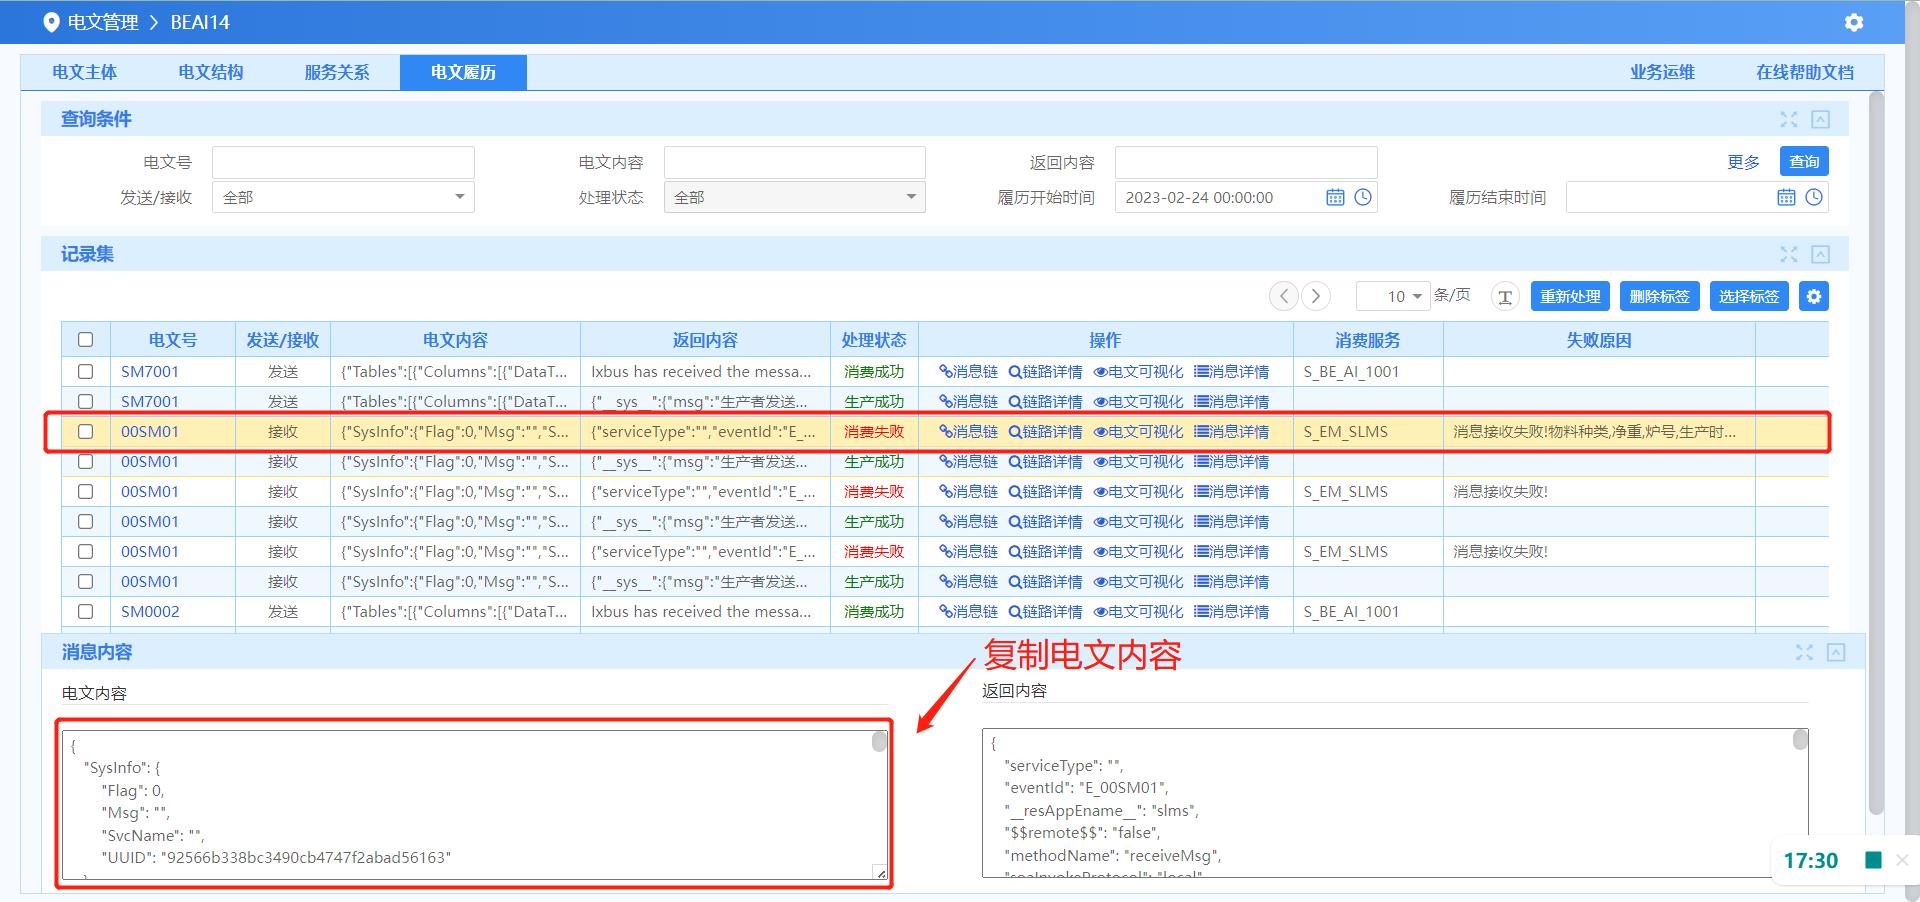 电文管理 > BEAI14
电文主体 电文结构 服务关系 电文履历 业务运维 在线帮助文档
查询条件
电文号 电文内容 返回内容 更多 查询
发送/接收 全部 处理状态 全部 履历开始时间 2023-02-24 00:00:00 履历结束时间
记录集
10 条/页 T 重新处理 删除标签 选择标签
电文号 发送/接收 电文内容 返回内容 处理状态 操作 消费服务 失败原因
SM7001 发送 {"Tables":[{"Columns":[{"DataT... Ixbus has received the messa... 消费成功 消息链 链路详情 电文可视化 消息详情 S_BE_AI_1001
SM7001 发送 {"Tables":[{"Columns":[{"DataT... {"__sys__":{"msg":"生产者发送... 生产成功 消息链 链路详情 电文可视化 消息详情
00SM01 接收 {"SysInfo":{"Flag":0,"Msg":"","S... {"serviceType":"","eventId":"E_... 消费失败 消息链 链路详情 电文可视化 消息详情 S_EM_SLMS 消息接收失败!物料种类,净重,炉号,生产时...
00SM01 接收 {"SysInfo":{"Flag":0,"Msg":"","S... {"__sys__":{"msg":"生产者发送... 生产成功 消息链 链路详情 电文可视化 消息详情
00SM01 接收 {"SysInfo":{"Flag":0,"Msg":"","S... {"serviceType":"","eventId":"E_... 消费失败 消息链 链路详情 电文可视化 消息详情 S_EM_SLMS 消息接收失败!
00SM01 接收 {"SysInfo":{"Flag":0,"Msg":"","S... {"__sys__":{"msg":"生产者发送... 生产成功 消息链 链路详情 电文可视化 消息详情
00SM01 接收 {"SysInfo":{"Flag":0,"Msg":"","S... {"serviceType":"","eventId":"E_... 消费失败 消息链 链路详情 电文可视化 消息详情 S_EM_SLMS 消息接收失败!
00SM01 接收 {"SysInfo":{"Flag":0,"Msg":"","S... {"__sys__":{"msg":"生产者发送... 生产成功 消息链 链路详情 电文可视化 消息详情
SM0002 发送 {"Tables":[{"Columns":[{"DataT... Ixbus has received the messa... 消费成功 消息链 链路详情 电文可视化 消息详情 S_BE_AI_1001
消息内容
复制电文内容
电文内容
{
"SysInfo": {
"Flag": 0,
"Msg": "",
"SvcName": "",
"UUID": "92566b338bc3490cb4747f2abad56163"
返回内容
{
"serviceType": "",
"eventId": "E_00SM01",
"__resAppEname__": "slms",
"$$remote$$": "false",
"methodName": "receiveMsg",
"soaInvokeProtocol": "local"
17:30